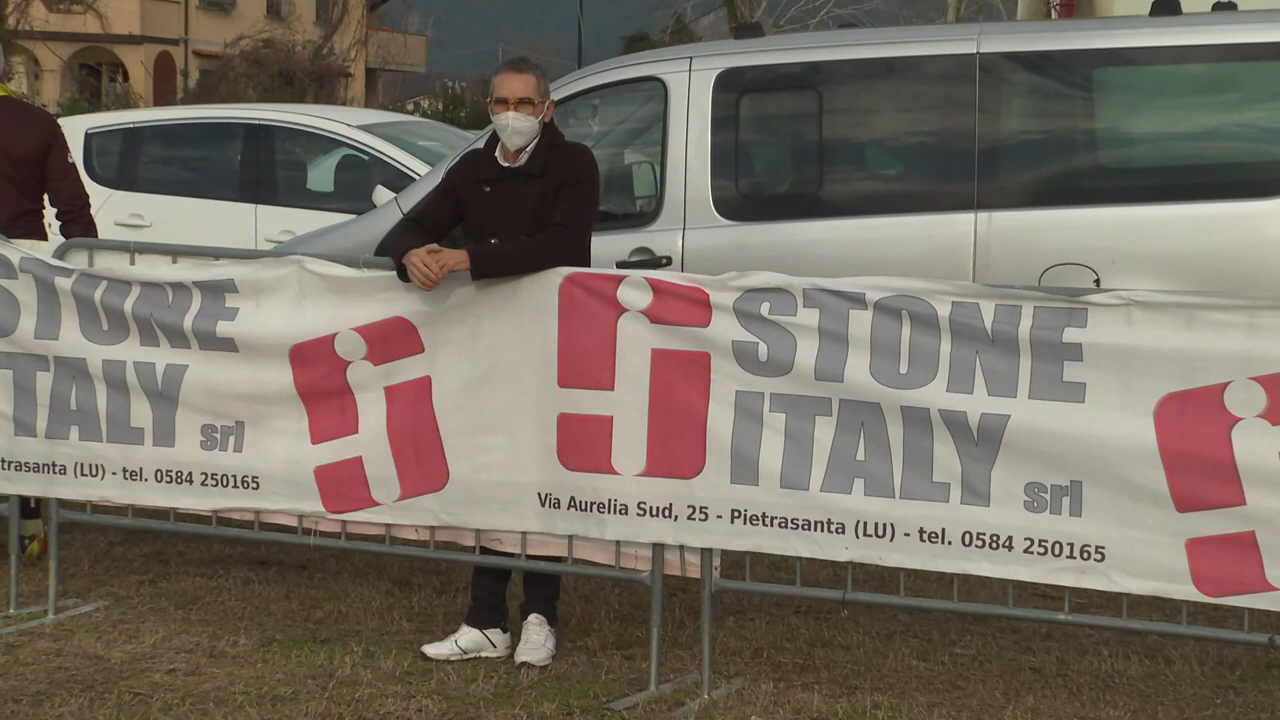 STONE
ITALY srl
trasanta (LU) - tel. 0584 250165
STONE
ITALY srl
Via Aurelia Sud, 25 - Pietrasanta (LU) - tel. 0584 250165